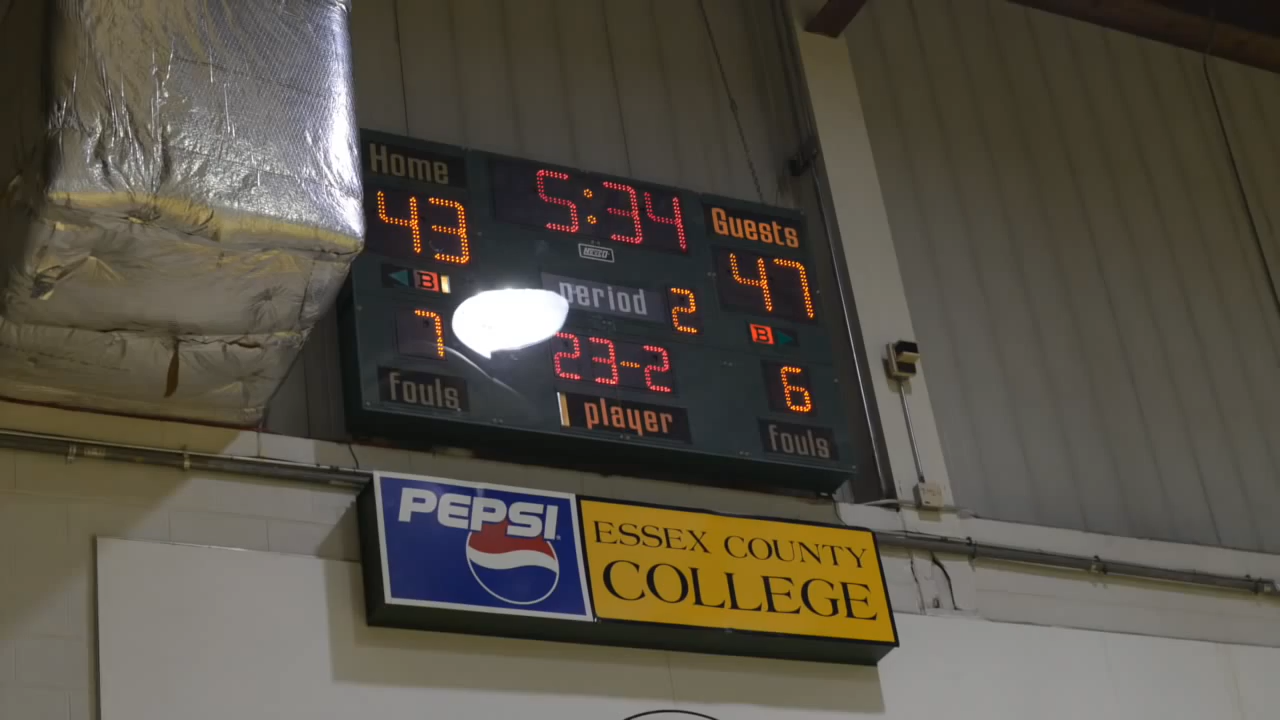 Home
5:34
Guests
43
47
period 2
B
B
7
23-2
6
fouls
player
fouls
PEPSI
ESSEX COUNTY
COLLEGE